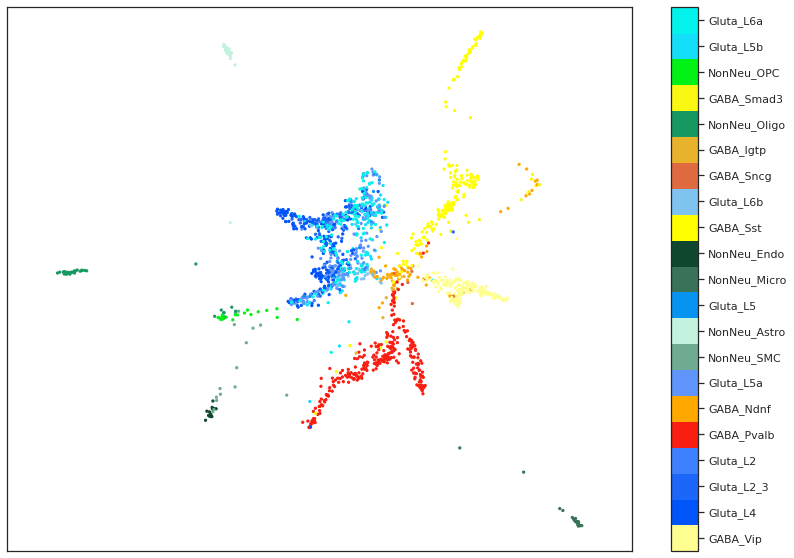 Gluta_L6a
Gluta_L5b
NonNeu_OPC
GABA_Smad3
NonNeu_Oligo
GABA_Igtp
GABA_Sncg
Gluta_L6b
GABA_Sst
NonNeu_Endo
NonNeu_Micro
Gluta_L5
NonNeu_Astro
NonNeu_SMC
Gluta_L5a
GABA_Ndnf
GABA_Pvalb
Gluta_L2
Gluta_L2_3
Gluta_L4
GABA_Vip